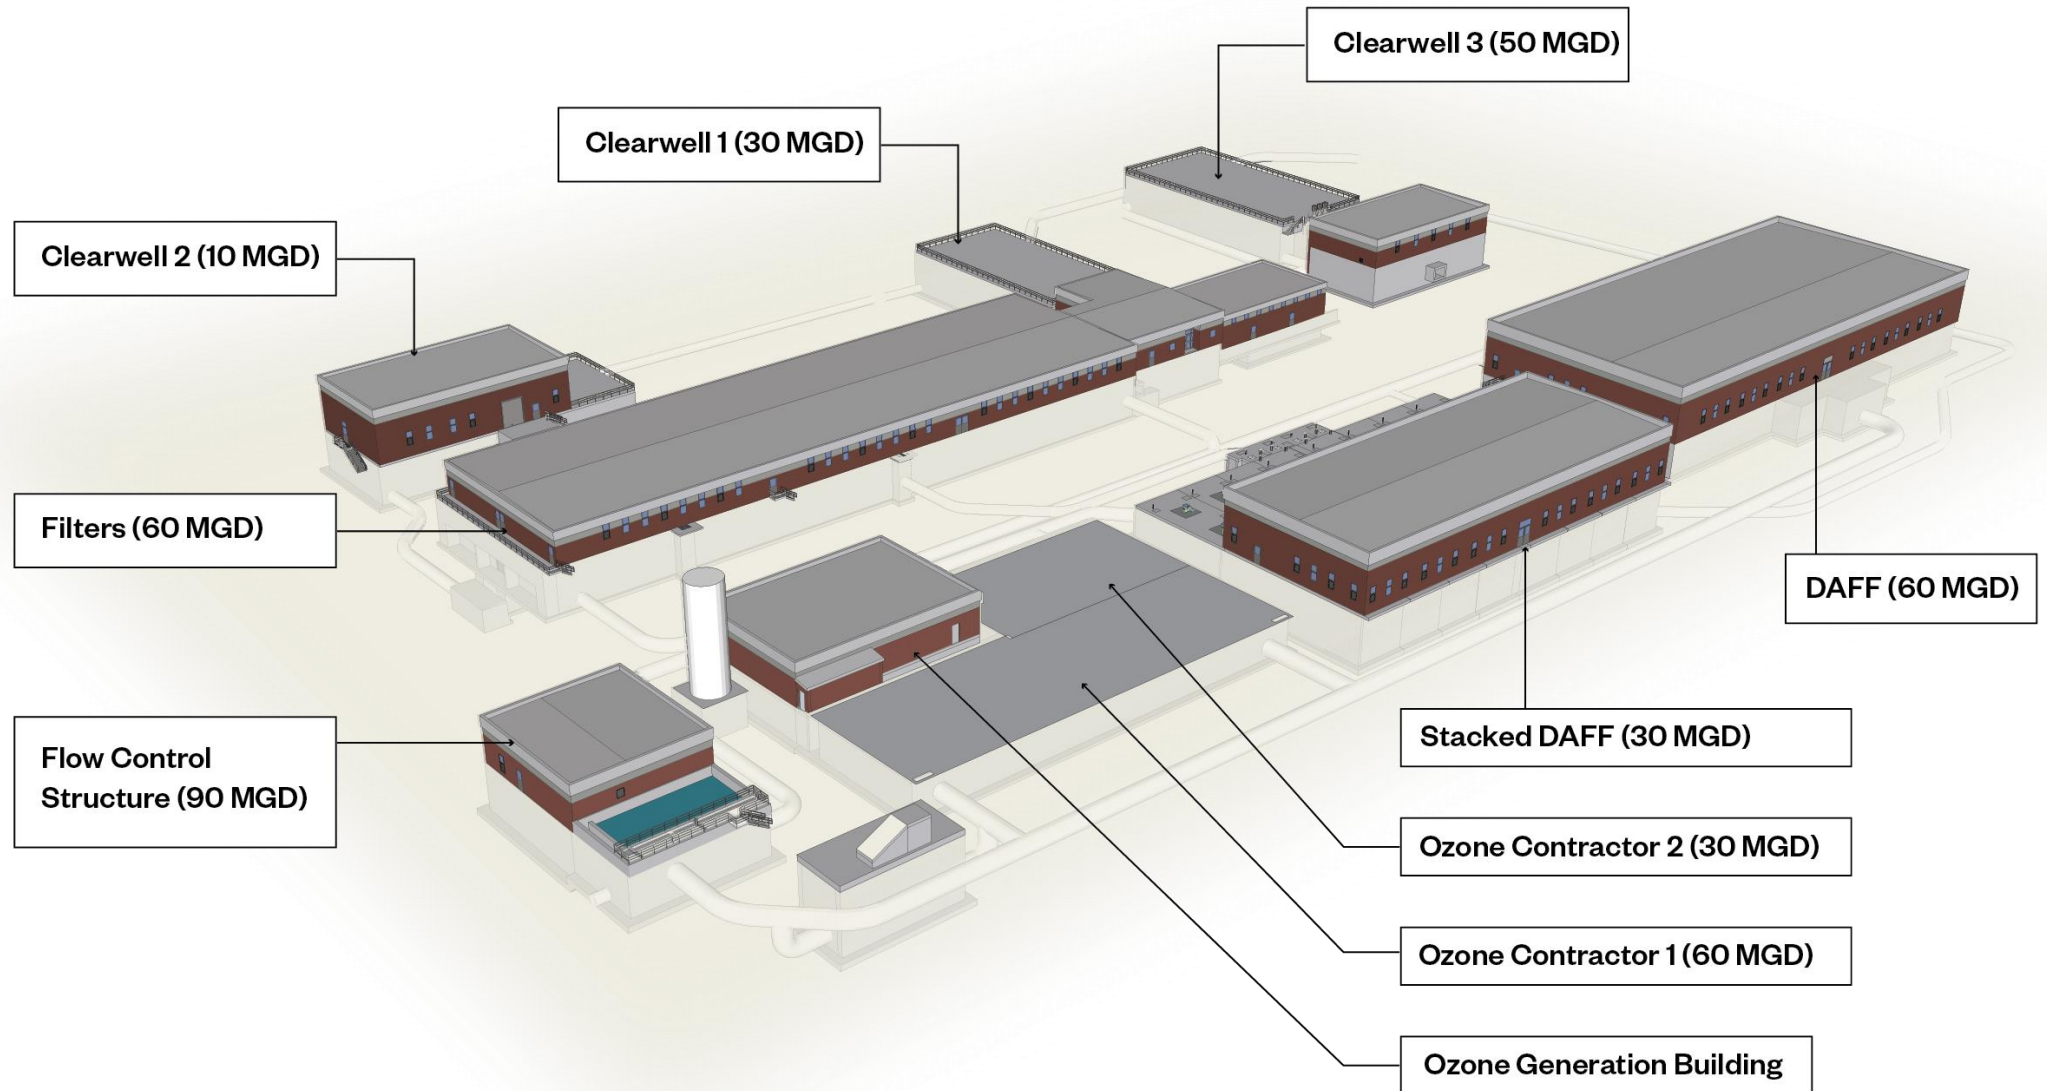 Clearwell 3 (50 MGD)
Clearwell 1 (30 MGD)
Clearwell 2 (10 MGD)
Filters (60 MGD)
DAFF (60 MGD)
Flow Control
Structure (90 MGD)
Stacked DAFF (30 MGD)
Ozone Contractor 2 (30 MGD)
Ozone Contractor 1 (60 MGD)
Ozone Generation Building